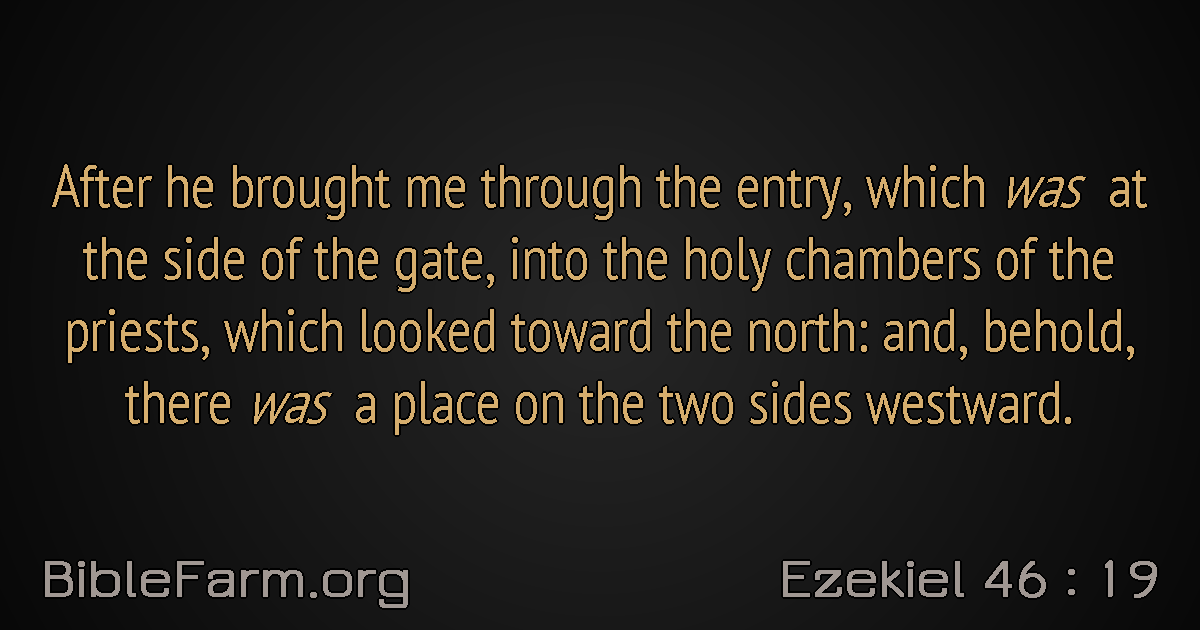 After he brought me through the entry, which was at
the side of the gate, into the holy chambers of the
priests, which looked toward the north: and, behold,
there was a place on the two sides westward.
BibleFarm.org
Ezekiel 46 : 19